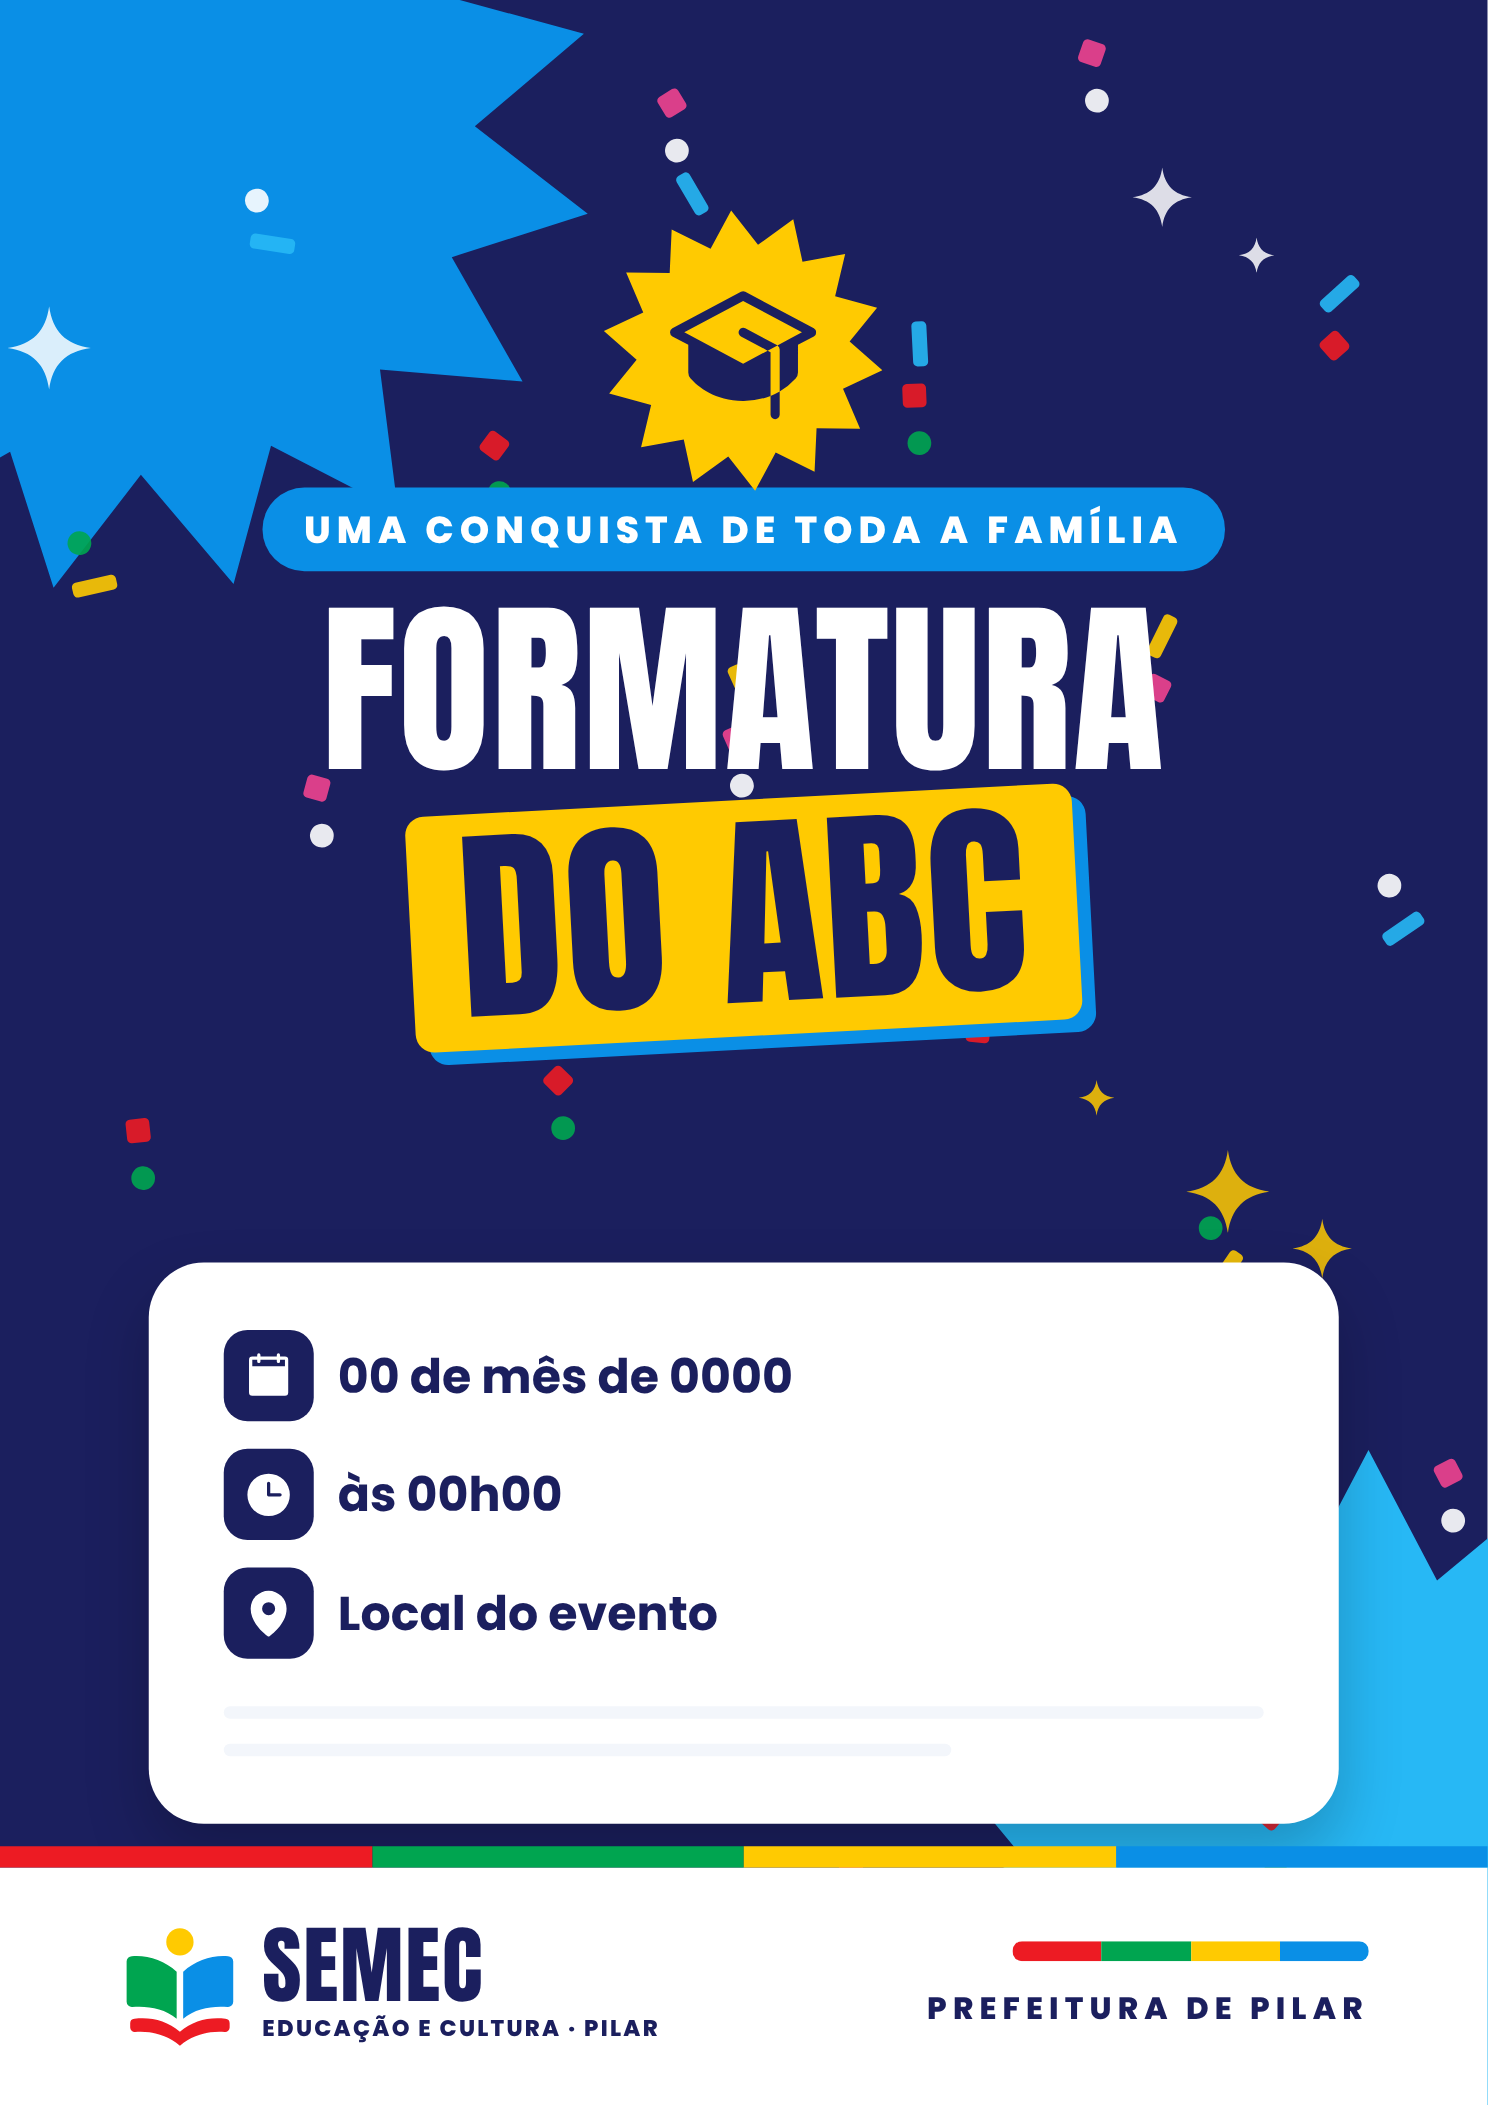 UMA CONQUISTA DE TODA A FAMÍLIA
FORMATURA
DO ABC
00 de mês de 0000
às 00h00
Local do evento
SEMEC
EDUCAÇÃO E CULTURA · PILAR
PREFEITURA DE PILAR